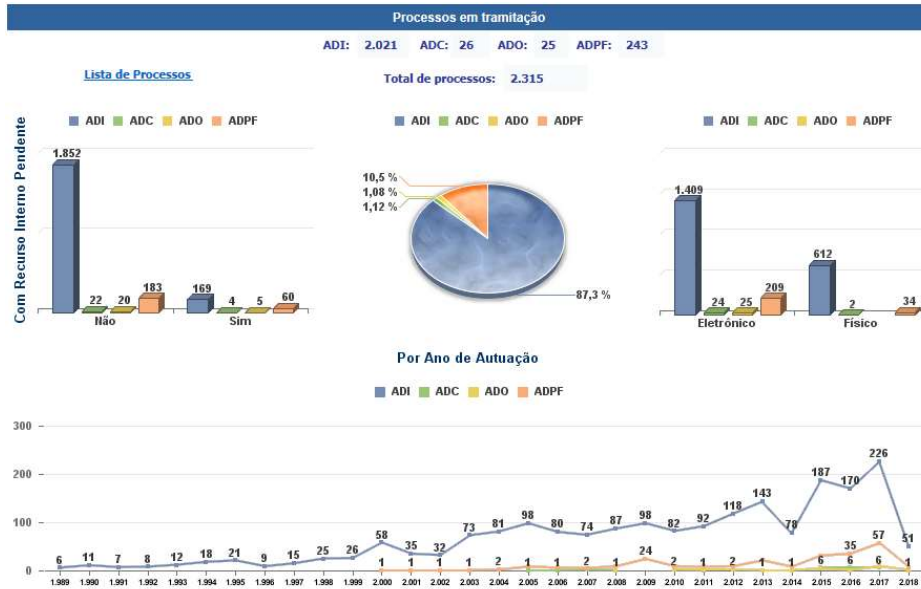 Processos em tramitação
ADI: 2.021 ADC: 26 ADO: 25 ADPF: 243
Lista de Processos
Total de processos: 2.315
Com Recurso Interno Pendente
ADI ADC ADO ADPF
1.852
22
20
183
169
4
5
60
Não
Sim
ADI ADC ADO ADPF
10,5 %
1,08 %
1,12 %
87,3 %
ADI ADC ADO ADPF
1.409
24
25
209
612
2
34
Eletrônico
Físico
Por Ano de Autuação
ADI ADC ADO ADPF
300
200
100
0
6 11 7 8 12 18 21 9 15 25 26 58 35 32 73 81 98 80 74 87 98 82 92 118 143 78 187 170 226 51
1 1 1 1 2 1 1 2 1 24 2 1 2 1 1 6 35 57 1
6 6
1.989 1.990 1.991 1.992 1.993 1.994 1.995 1.996 1.997 1.998 1.999 2.000 2.001 2.002 2.003 2.004 2.005 2.006 2.007 2.008 2.009 2.010 2.011 2.012 2.013 2.014 2.015 2.016 2.017 2.018